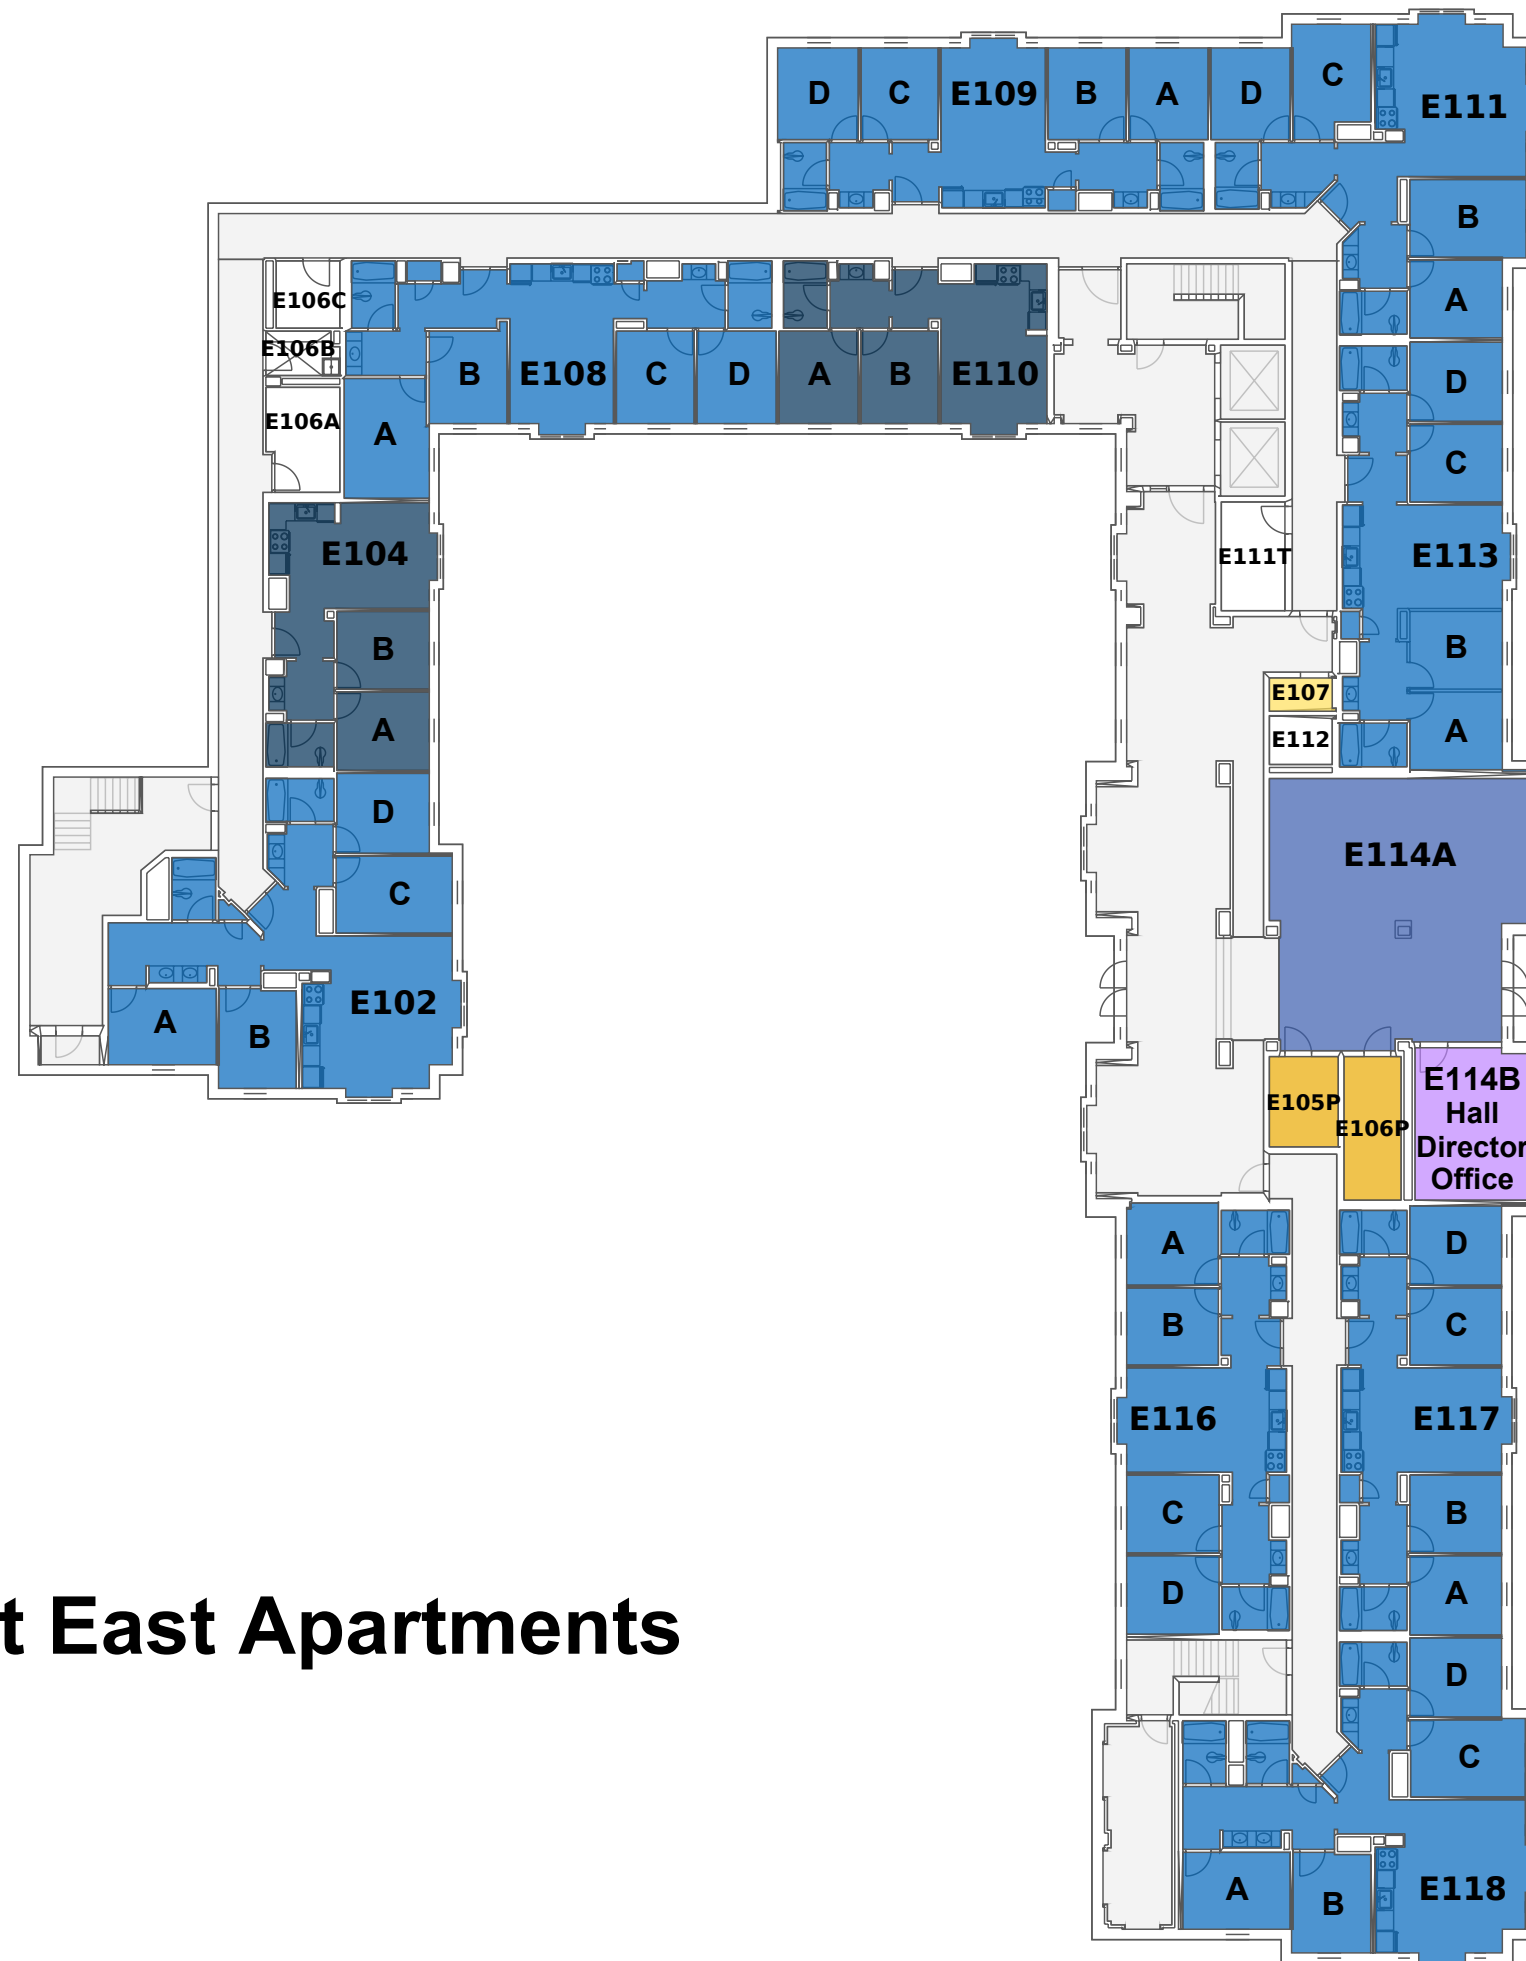 D
C
E109
B
A
D
C
E111
B
E106C
A
E106B
B
E108
C
D
A
B
E110
D
E106A
A
C
E104
E111T
E113
B
B
E107
A
E112
A
D
E114A
C
E102
A
B
E114B
Hall
Director
Office
E105P
E106P
A
D
B
C
E116
E117
C
B
D
A
t East Apartments
D
C
A
B
E118